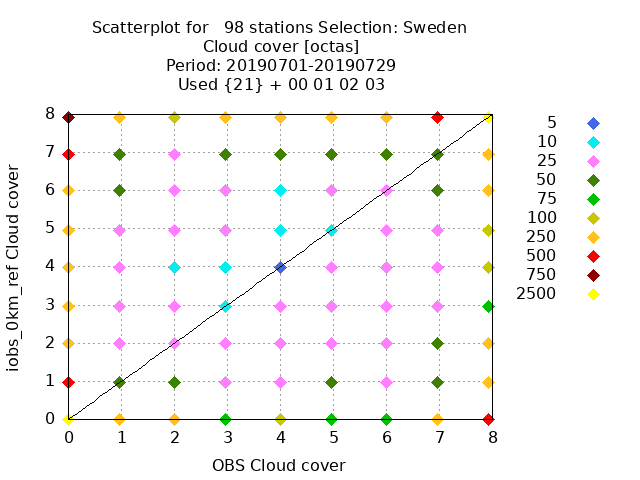 Scatterplot for   98 stations Selection: Sweden
Cloud cover [octas]
Period: 20190701-20190729
Used {21} + 00 01 02 03
iobs_0km_ref Cloud cover
8
7
6
5
4
3
2
1
0
0 1 2 3 4 5 6 7 8
OBS Cloud cover
5
10
25
50
75
100
250
500
750
2500